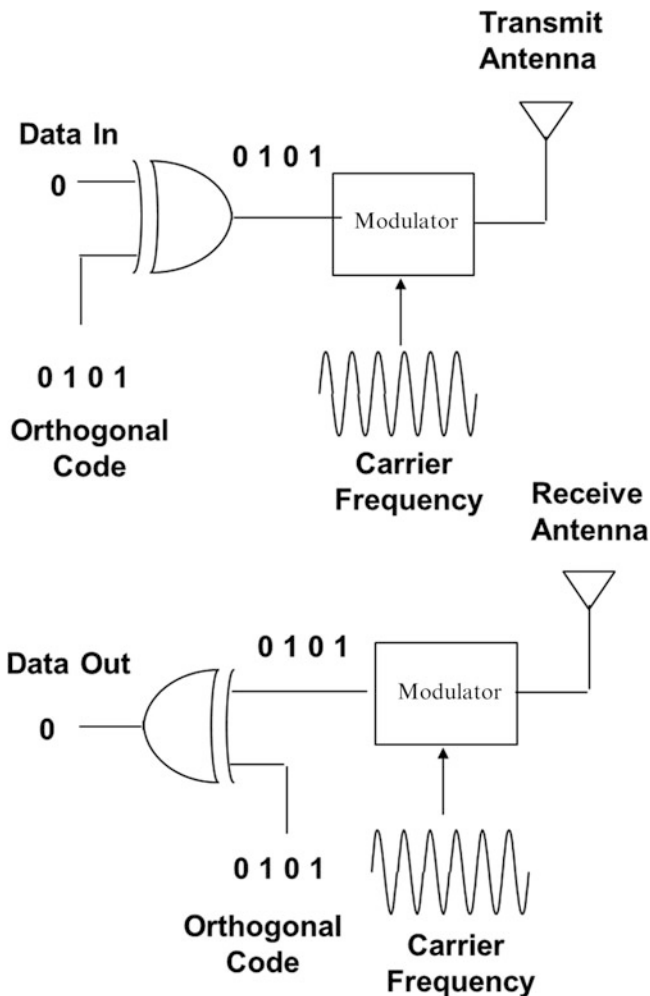 Transmit
Antenna
Data In
0 1 0 1
0
Modulator
0 1 0 1
Orthogonal
Code
Carrier
Frequency
Receive
Antenna
Data Out
0 1 0 1
0
Modulator
0 1 0 1
Orthogonal
Code
Carrier
Frequency